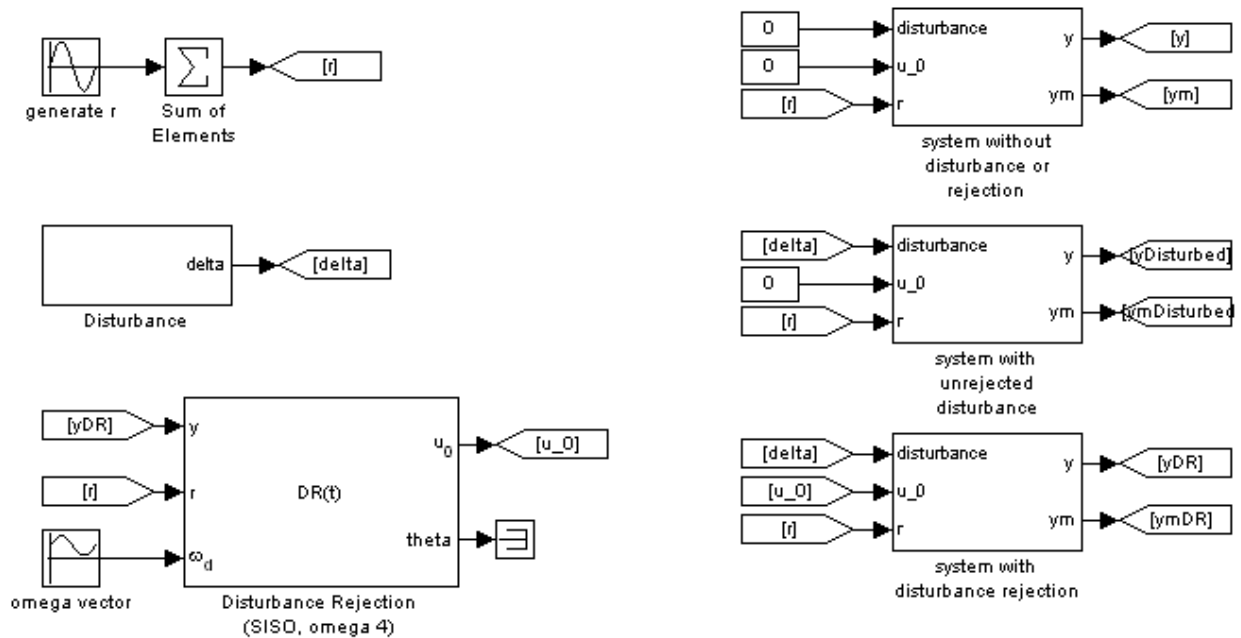 [r]
generate r
Sum of
Elements
delta
[delta]
Disturbance
[yDR]
y
[r]
r
ω_d
DR(t)
u_0
[u_0]
theta
omega vector
Disturbance Rejection
(SISO, omega 4)
0
disturbance
y
[y]
0
u_0
[r]
r
ym
[ym]
system without
disturbance or
rejection
[delta]
disturbance
y
[yDisturbed]
0
u_0
[r]
r
ym
[ymDisturbed
system with
unrejected
disturbance
[delta]
disturbance
y
[yDR]
[u_0]
u_0
[r]
r
ym
[ymDR]
system with
disturbance rejection